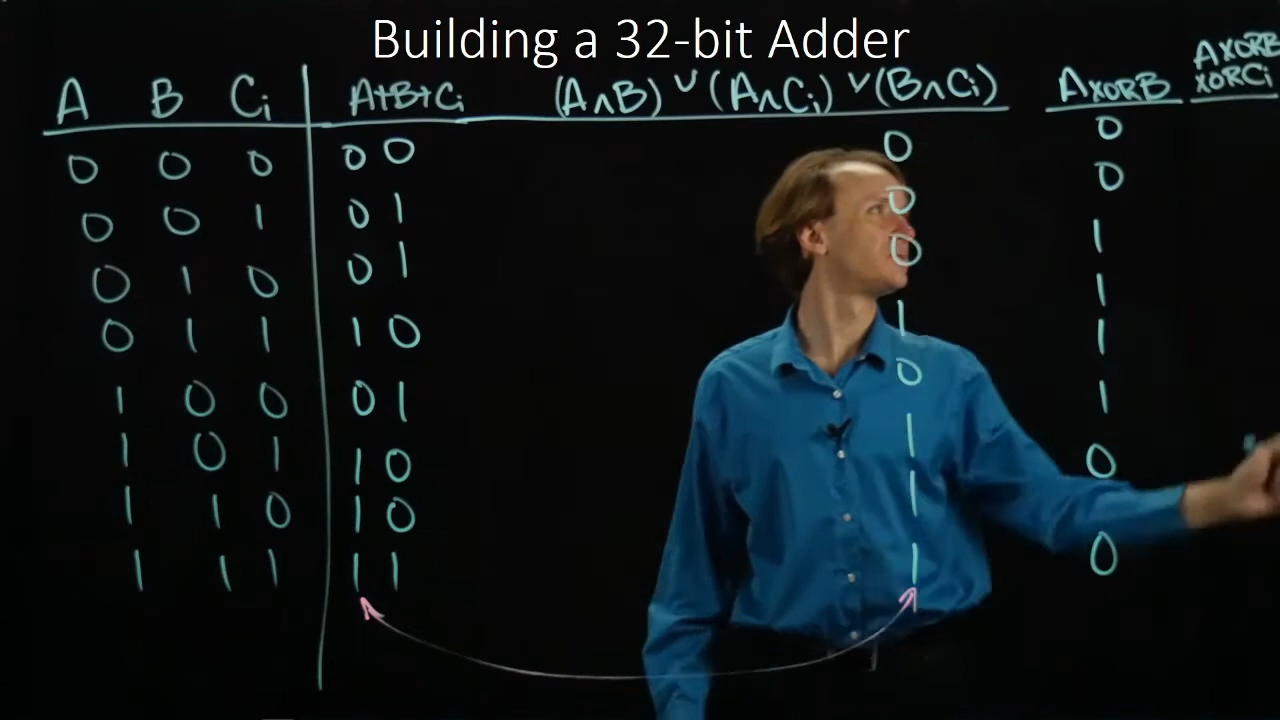 Building a 32-bit Adder
A B Ci A+B+Ci (A∧B) ∨ (A∧Ci) ∨ (B∧Ci) AXORB AXORB XORCi
0 0 0 0 0 0 0
0 0 1 0 1 0 0
0 1 0 0 1 0 1
0 1 1 1 0 1 1
1 0 0 0 1 0 1
1 0 1 1 0 1 1
1 1 0 1 0 1 0
1 1 1 1 1 1 0